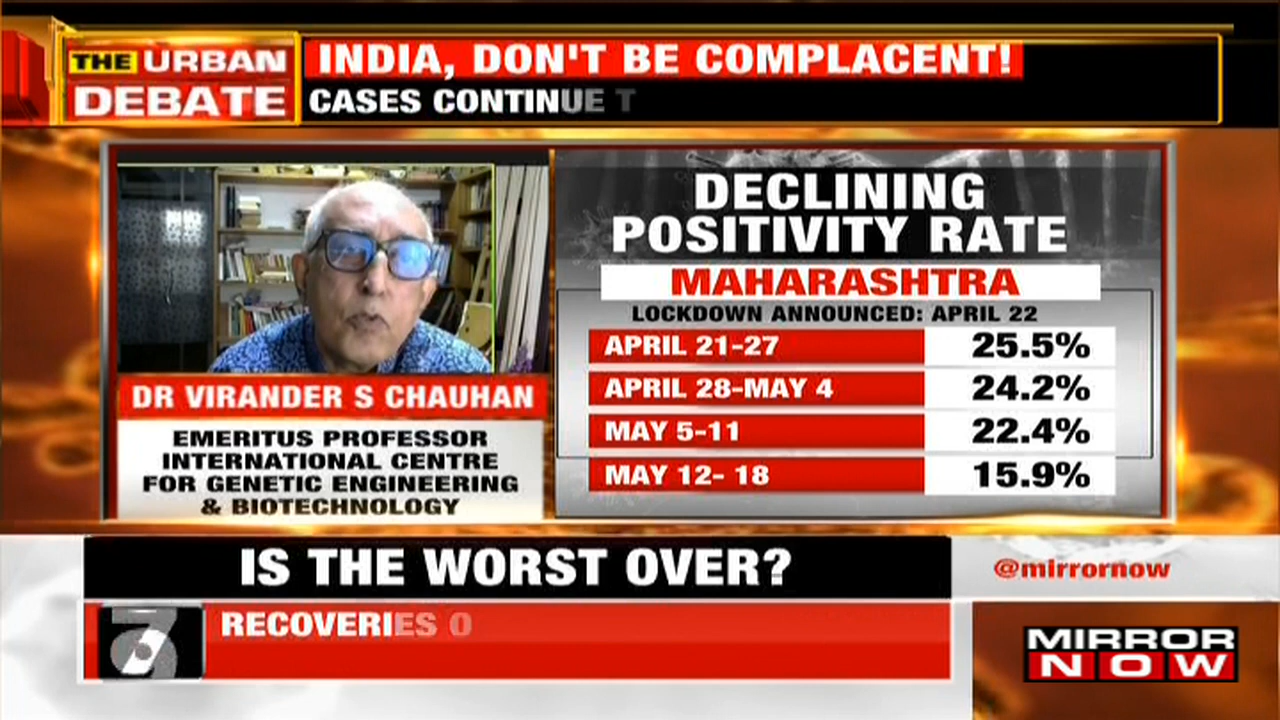 THE URBAN
DEBATE
INDIA, DON'T BE COMPLACENT!
CASES CONTINUE T
DECLINING
POSITIVITY RATE
MAHARASHTRA
LOCKDOWN ANNOUNCED: APRIL 22
APRIL 21-27 25.5%
APRIL 28-MAY 4 24.2%
MAY 5-11 22.4%
MAY 12- 18 15.9%
DR VIRANDER S CHAUHAN
EMERITUS PROFESSOR
INTERNATIONAL CENTRE
FOR GENETIC ENGINEERING
& BIOTECHNOLOGY
IS THE WORST OVER?
@mirrornow
RECOVERIES O
MIRROR
NOW